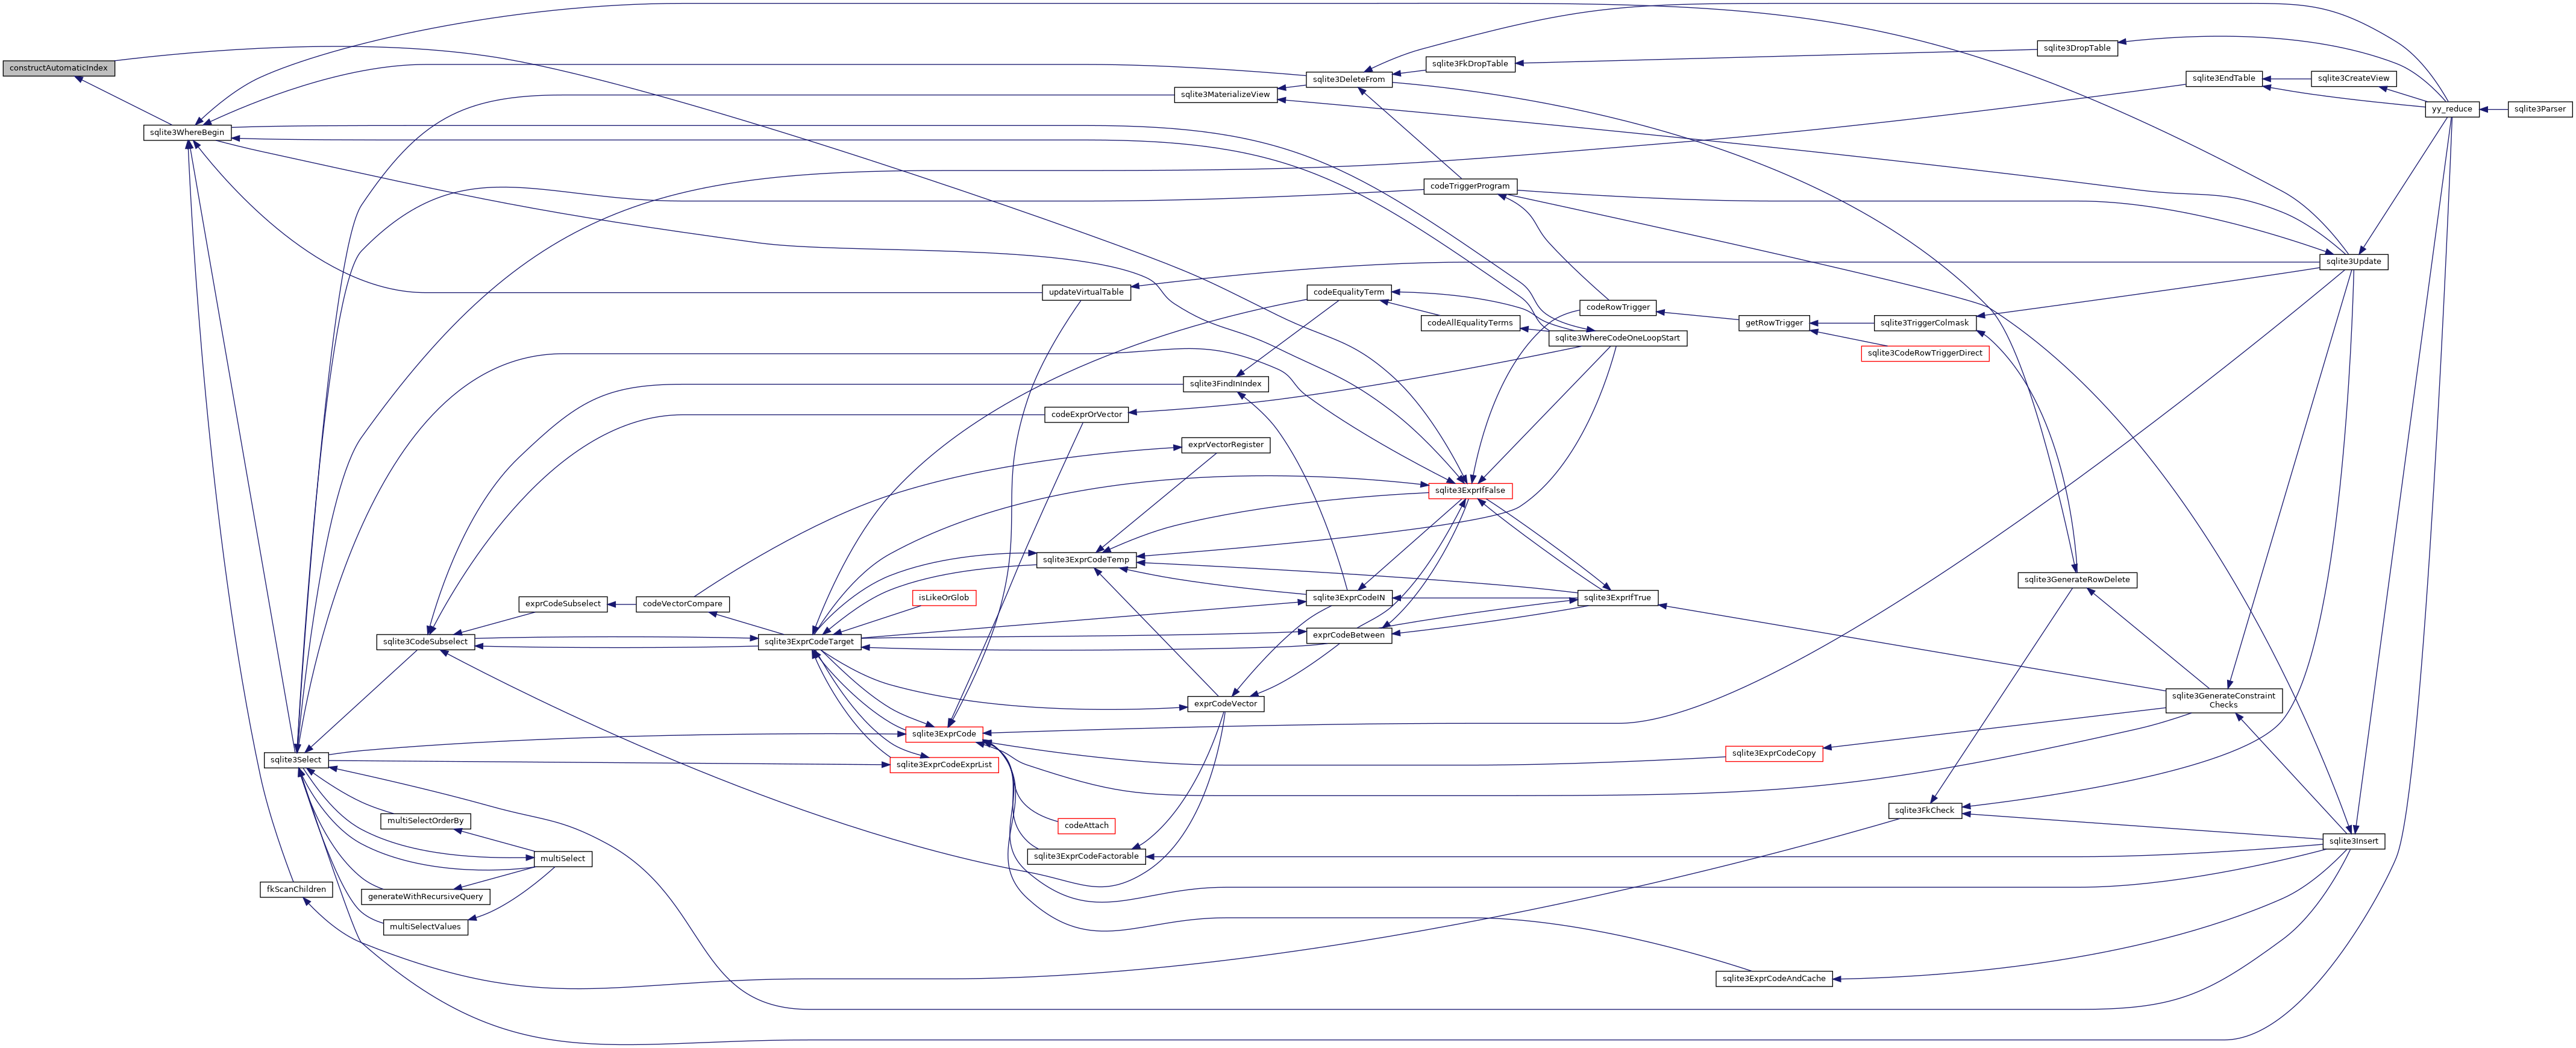 constructAutomaticIndex
sqlite3WhereBegin
sqlite3DeleteFrom
sqlite3MaterializeView
sqlite3FkDropTable
sqlite3DropTable
sqlite3EndTable
sqlite3CreateView
yy_reduce
sqlite3Parser
codeTriggerProgram
sqlite3Update
updateVirtualTable
codeEqualityTerm
codeAllEqualityTerms
codeRowTrigger
sqlite3WhereCodeOneLoopStart
getRowTrigger
sqlite3TriggerColmask
sqlite3CodeRowTriggerDirect
sqlite3FindInIndex
codeExprOrVector
exprVectorRegister
sqlite3ExprIfFalse
sqlite3ExprCodeTemp
sqlite3GenerateRowDelete
isLikeOrGlob
sqlite3ExprCodeIN
sqlite3ExprIfTrue
exprCodeSubselect
codeVectorCompare
sqlite3CodeSubselect
sqlite3ExprCodeTarget
exprCodeBetween
exprCodeVector
sqlite3GenerateConstraint
Checks
sqlite3ExprCode
sqlite3ExprCodeCopy
sqlite3Select
sqlite3ExprCodeExprList
sqlite3FkCheck
multiSelectOrderBy
codeAttach
sqlite3Insert
multiSelect
sqlite3ExprCodeFactorable
fkScanChildren
generateWithRecursiveQuery
multiSelectValues
sqlite3ExprCodeAndCache